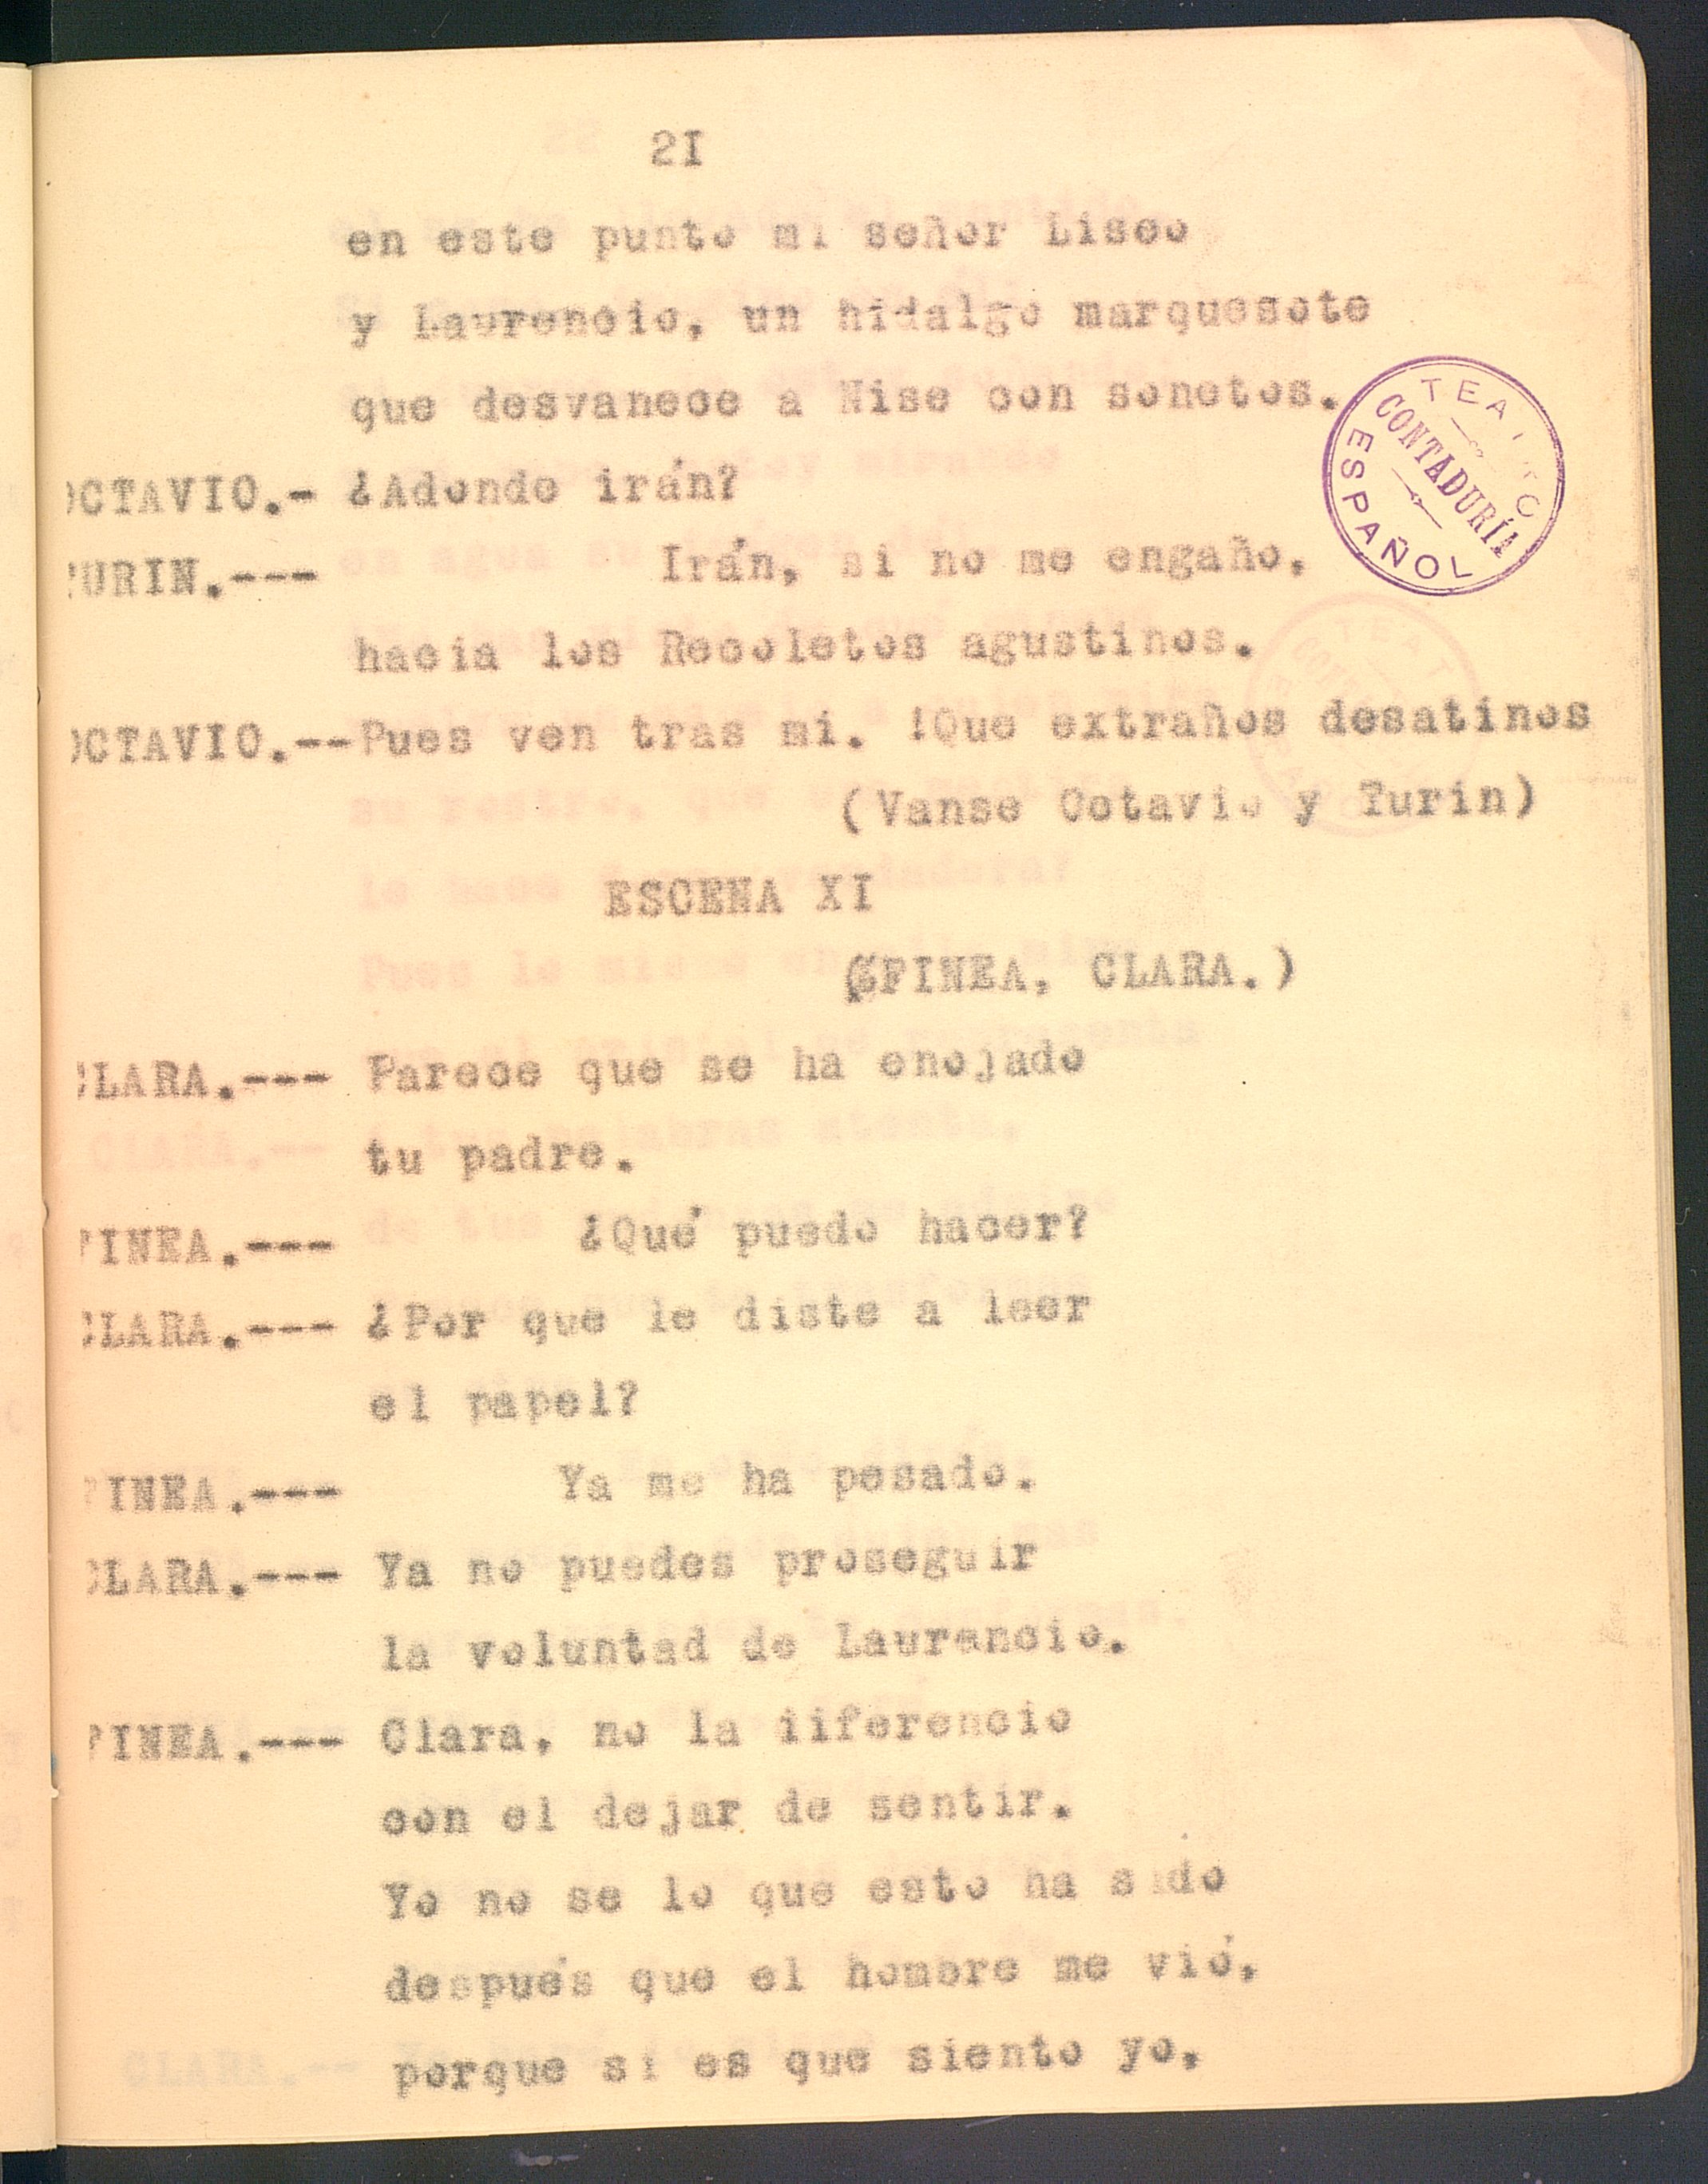 2I
en este punto mi señor Liseo
y Laurencio, un hidalgo marquesote
que desvanece a Nise con sonetos.
TEATRO
CONTADURÍA
ESPAÑOL
OCTAVIO.- ¿Adonde irán?
TURIN.--- Irán, si no me engaño,
hacia los Recoletos agustinos.
OCTAVIO.--Pues ven tras mi. !Que extraños desatinos
(Vanse Octavio y Turin)
ESCENA XI
(FINEA, CLARA.)
CLARA.--- Parece que se ha enojado
tu padre.
FINEA.--- ¿Qué puedo hacer?
CLARA.--- ¿Por que le diste a leer
el papel?
FINEA.--- Ya me ha pesado.
CLARA.--- Ya no puedes proseguir
la voluntad de Laurencio.
FINEA.--- Clara, no la iiferencio
con el dejar de sentir.
Yo no se lo que esto ha sido
después que el hombre me vió,
porque si es que siento yo,
CLARA.--